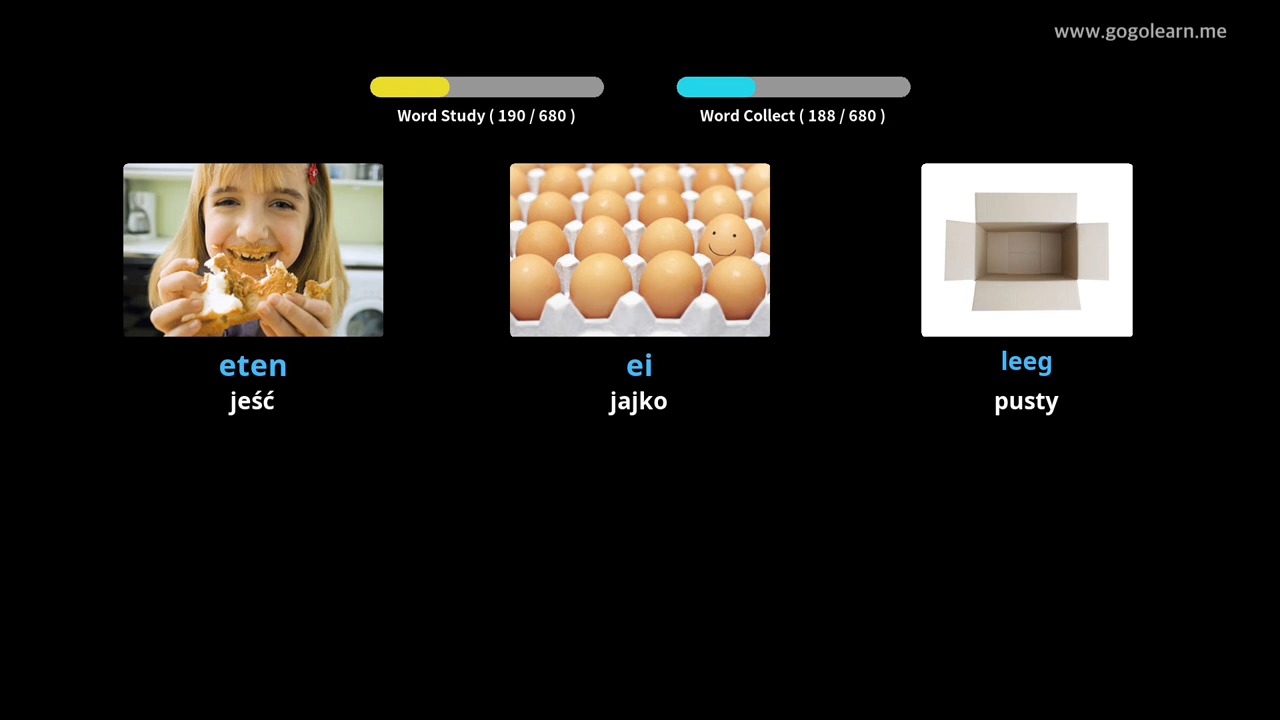 www.gogolearn.me
Word Study ( 190 / 680 )
Word Collect ( 188 / 680 )
eten
jeść
ei
jajko
leeg
pusty